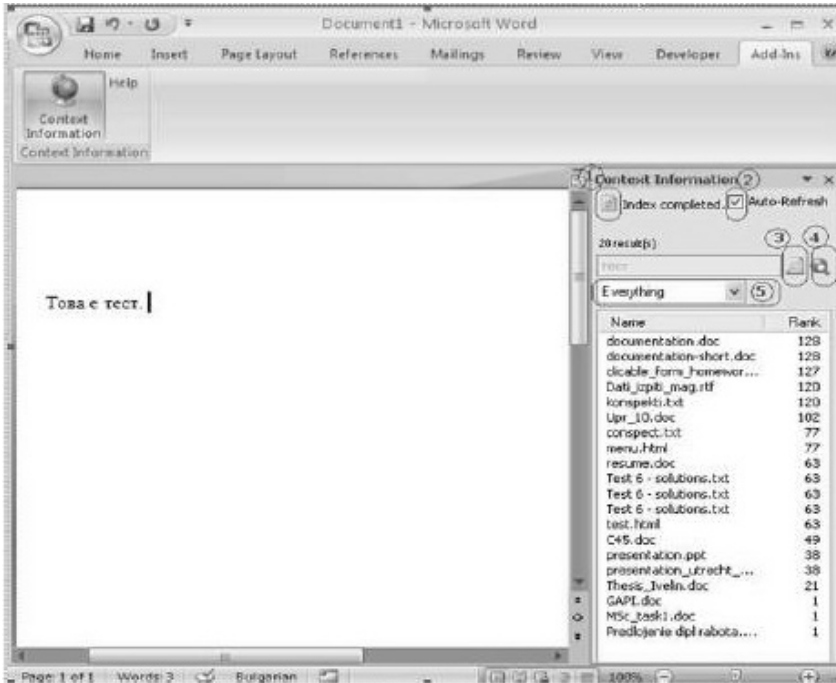 Document1 - Microsoft Word
Home Insert Page Layout References Mailings Review View Developer Add-Ins
Context Information
Help
Context Information
Context Information 2
Index completed. Auto-Refresh
20 result(s) 3 4
тест
Everything 5
Това е тест.
Name Rank
documentation.doc 128
documentation-short.doc 128
clicable_form_homewor... 127
Dati_izpiti_mag.rtf 120
konspekti.txt 120
Upr_10.doc 102
conspect.txt 77
menu.html 77
resume.doc 63
Test 6 - solutions.txt 63
Test 6 - solutions.txt 63
Test 6 - solutions.txt 63
test.html 63
C45.doc 49
presentation.ppt 38
presentation_utrecht_... 38
Thesis_Ivelin.doc 21
GAPI.doc 1
MSc_task1.doc 1
Predlojenie dipl rabota.... 1
Page: 1 of 1 Words: 3 Bulgarian 100%